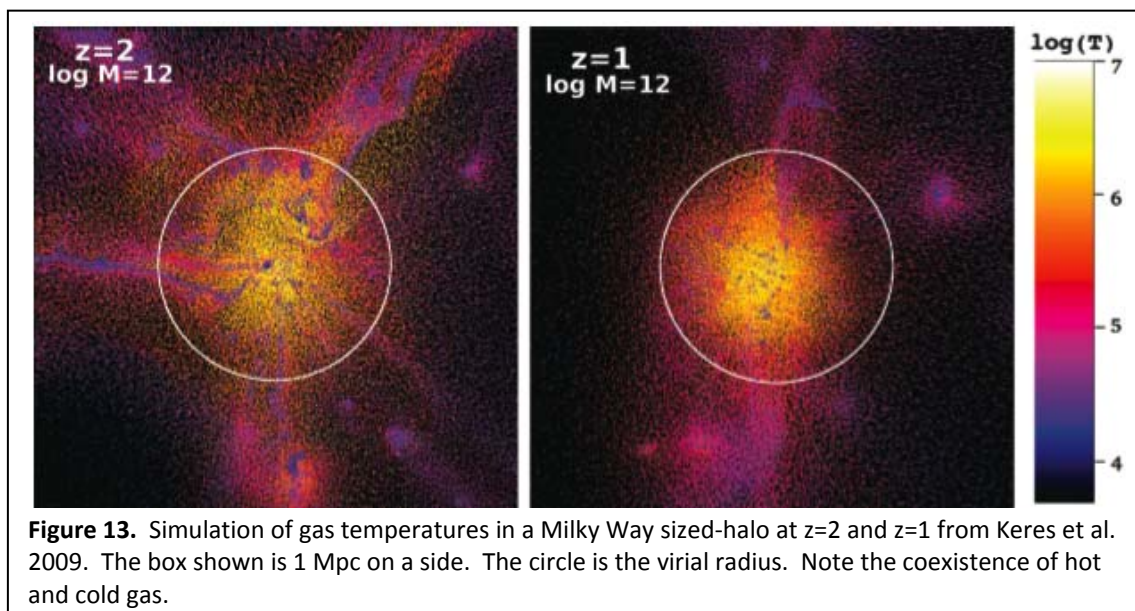 z=2
log M=12
z=1
log M=12
log(T)
7
6
5
4
Figure 13. Simulation of gas temperatures in a Milky Way sized-halo at z=2 and z=1 from Keres et al.
2009. The box shown is 1 Mpc on a side. The circle is the virial radius. Note the coexistence of hot
and cold gas.